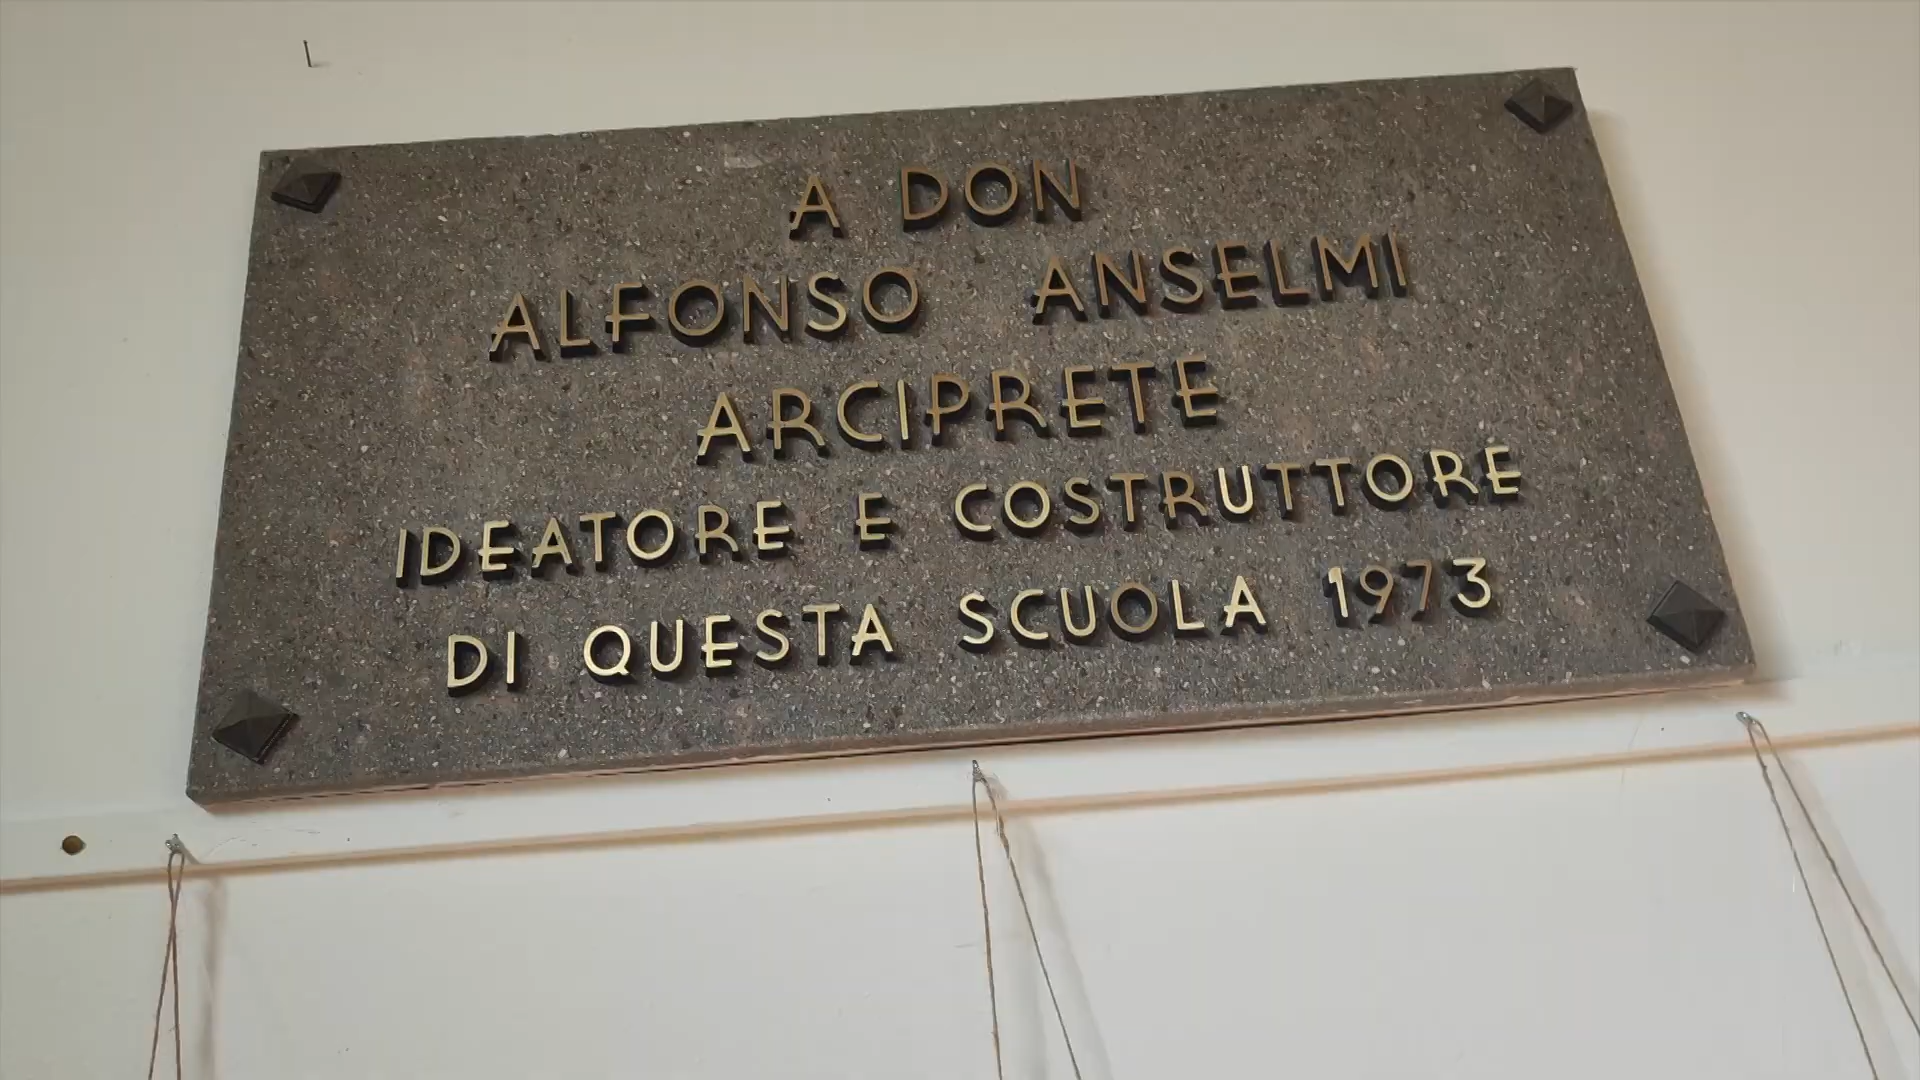 A DON
ALFONSO ANSELMI
ARCIPRETE
IDEATORE E COSTRUTTORE
DI QUESTA SCUOLA 1973